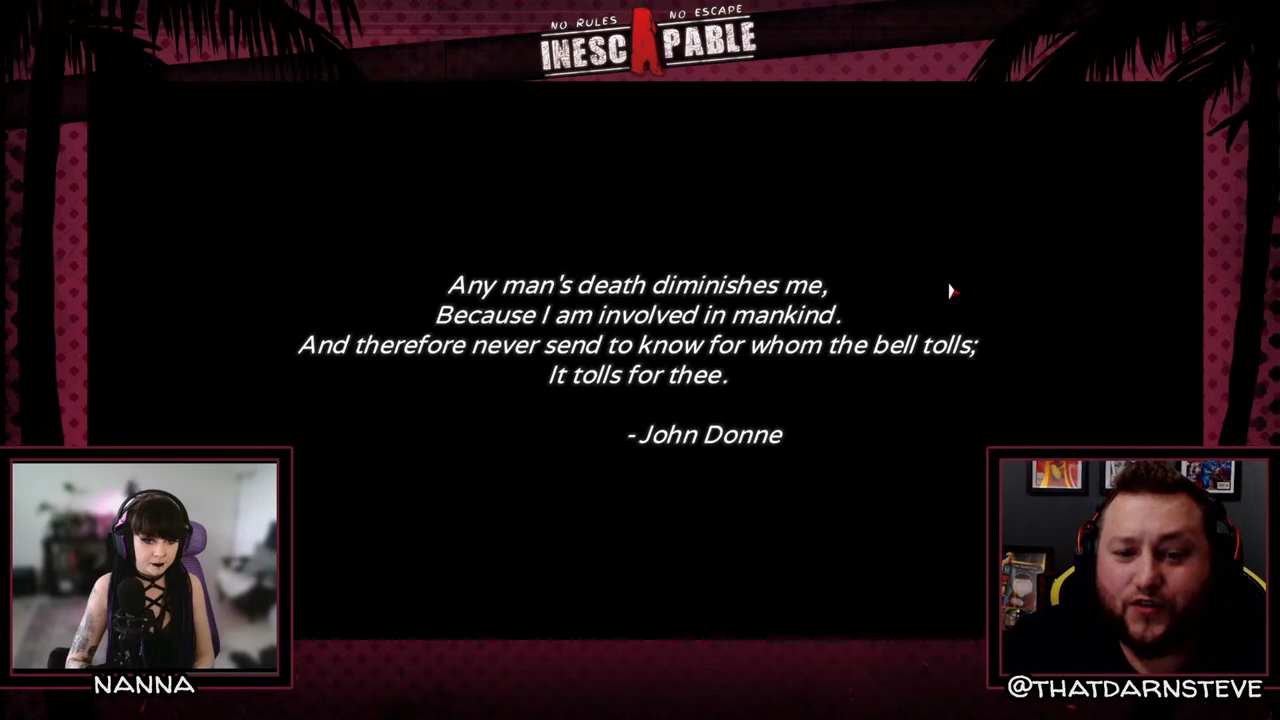 NO RULES NO ESCAPE
INESCAPABLE
Any man's death diminishes me,
Because I am involved in mankind.
And therefore never send to know for whom the bell tolls;
It tolls for thee.
- John Donne
NANNA
@THATDARNSTEVE